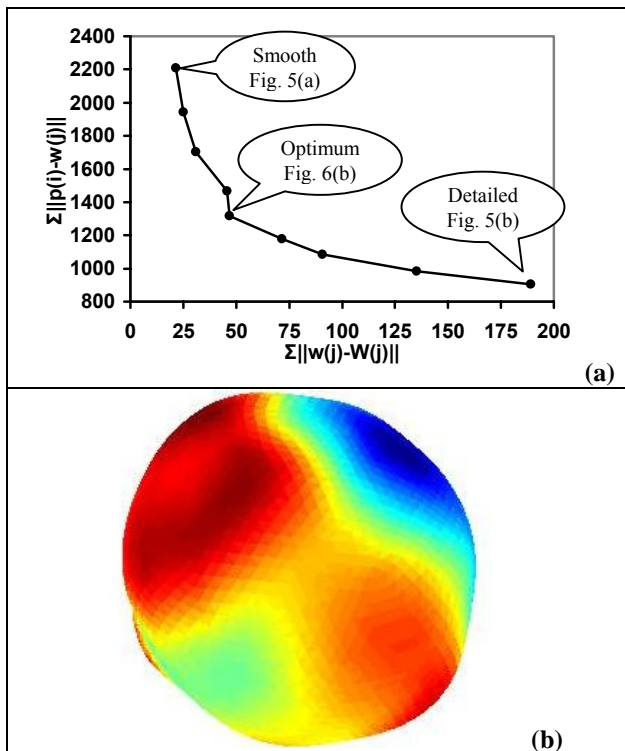 2400
2200
2000
1800
1600
1400
1200
1000
800
Σ||p(i)-w(j)||
Smooth
Fig. 5(a)
Optimum
Fig. 6(b)
Detailed
Fig. 5(b)
0 25 50 75 100 125 150 175 200
Σ||w(j)-W(j)||
(a)
(b)